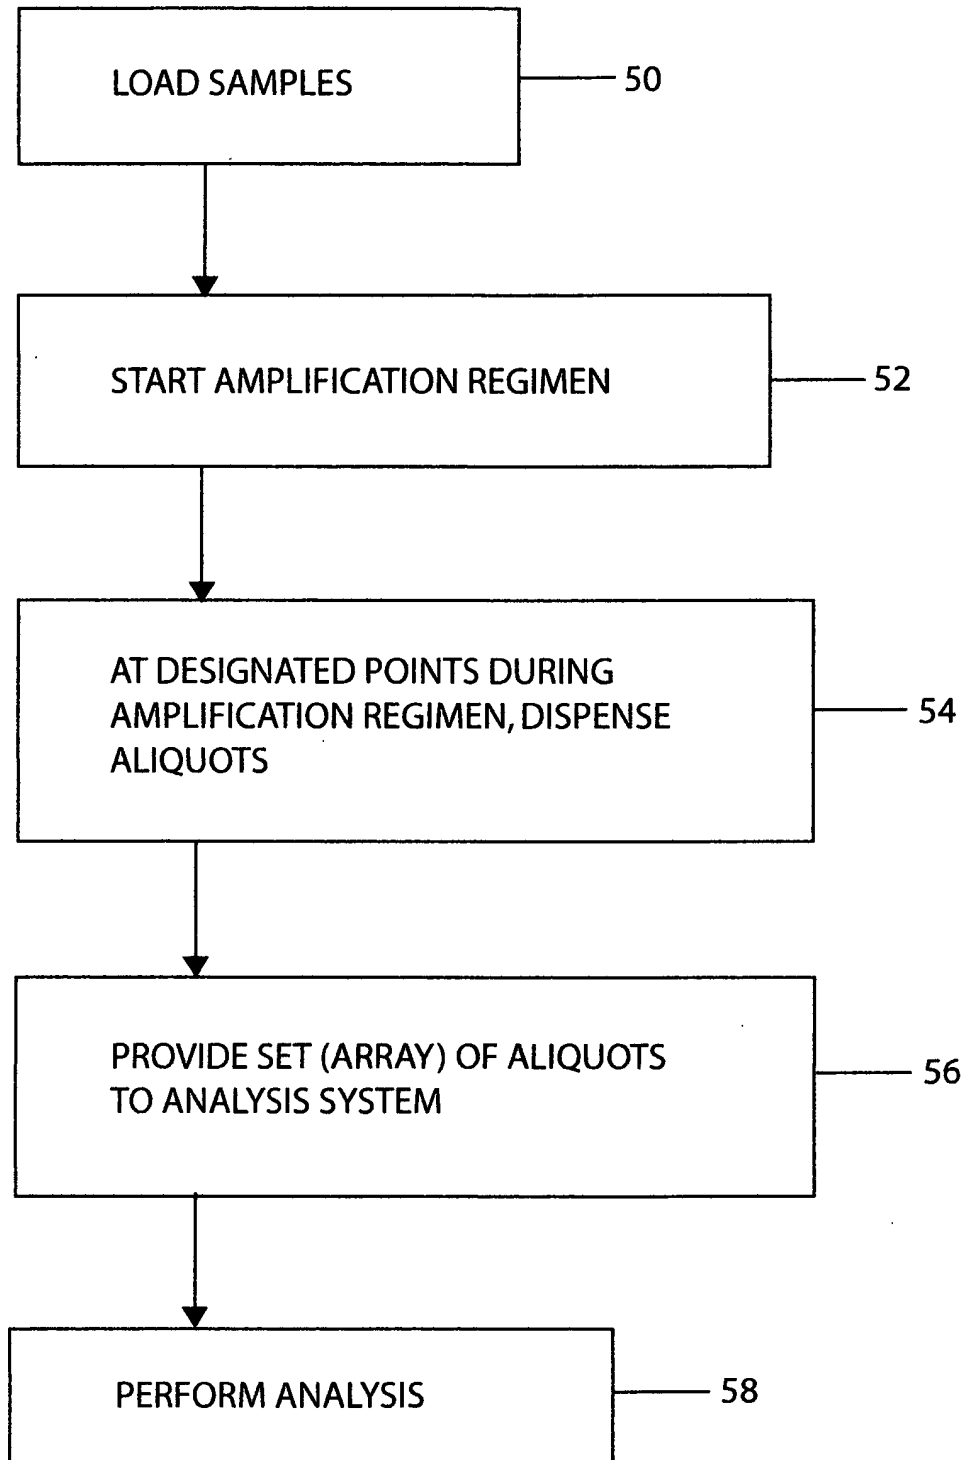 LOAD SAMPLES
50
START AMPLIFICATION REGIMEN
52
AT DESIGNATED POINTS DURING
AMPLIFICATION REGIMEN, DISPENSE
ALIQUOTS
54
PROVIDE SET (ARRAY) OF ALIQUOTS
TO ANALYSIS SYSTEM
56
PERFORM ANALYSIS
58